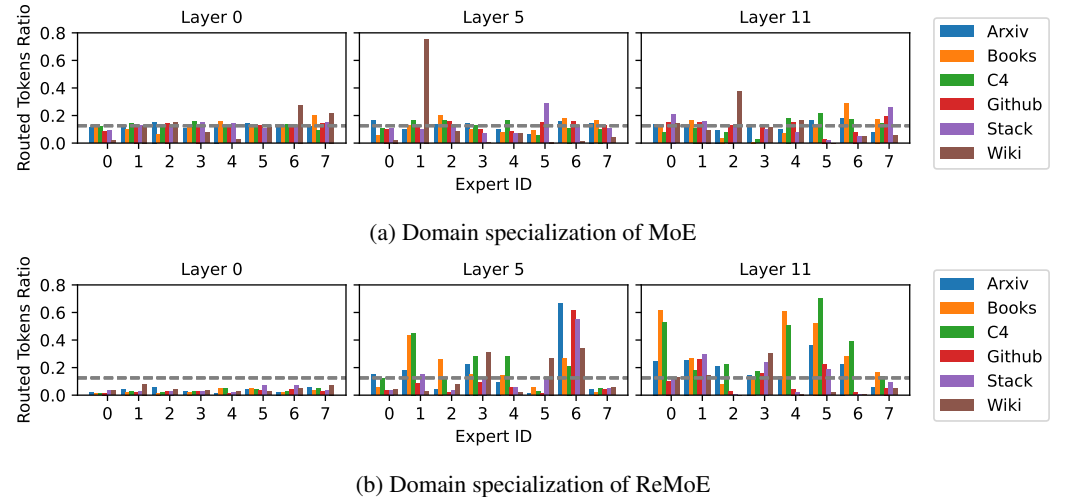 Layer 0 Layer 5 Layer 11
Routed Tokens Ratio
0.8
0.6
0.4
0.2
0.0
0 1 2 3 4 5 6 7 0 1 2 3 4 5 6 7 0 1 2 3 4 5 6 7
Expert ID
Arxiv
Books
C4
Github
Stack
Wiki
(a) Domain specialization of MoE
Layer 0 Layer 5 Layer 11
Routed Tokens Ratio
0.8
0.6
0.4
0.2
0.0
0 1 2 3 4 5 6 7 0 1 2 3 4 5 6 7 0 1 2 3 4 5 6 7
Expert ID
Arxiv
Books
C4
Github
Stack
Wiki
(b) Domain specialization of ReMoE